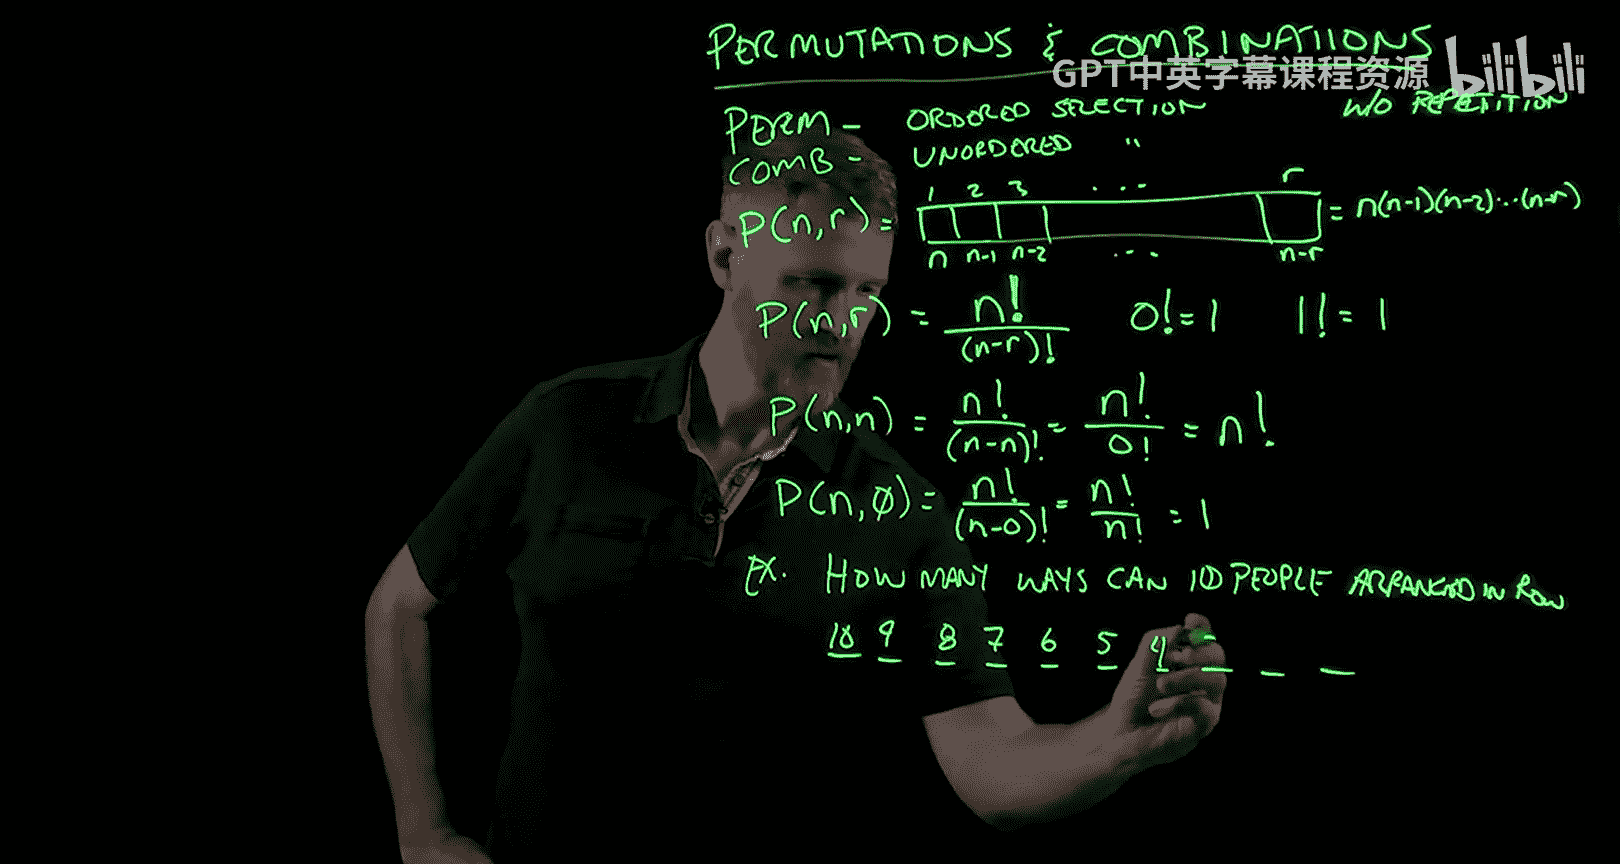 PERMUTATIONS & COMBINATIONS
GPT中英字幕课程资源 bilibili
PERM - ORDERED SELECTION W/O REPETITION
COMB - UNORDERED "
1 2 3 ... r
P(n,r) = = n(n-1)(n-2)...(n-r)
n n-1 n-2 ... n-r
P(n,r) = n!/(n-r)! 0! = 1 1! = 1
P(n,n) = n!/(n-n)! = n!/0! = n!
P(n,0) = n!/(n-0)! = n!/n! = 1
EX. HOW MANY WAYS CAN 10 PEOPLE ARRANGED IN ROW
10 9 8 7 6 5 4